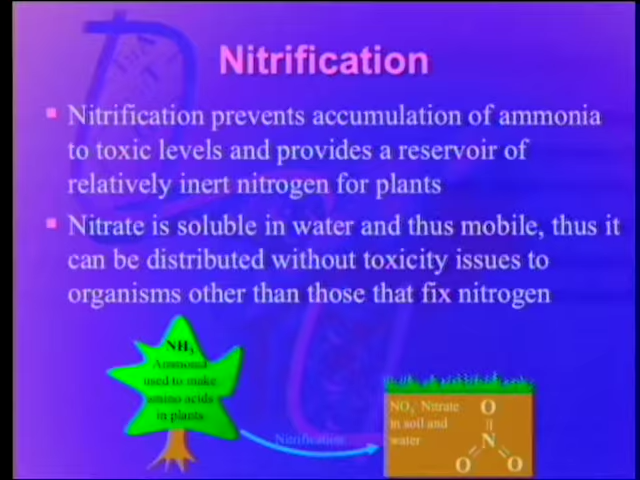 Nitrification
Nitrification prevents accumulation of ammonia
to toxic levels and provides a reservoir of
relatively inert nitrogen for plants
Nitrate is soluble in water and thus mobile, thus it
can be distributed without toxicity issues to
organisms other than those that fix nitrogen
NH3
Ammonia
used to make
amino acids
in plants
Nitrification
NO3- Nitrate
in soil and
water
O
N
O
O